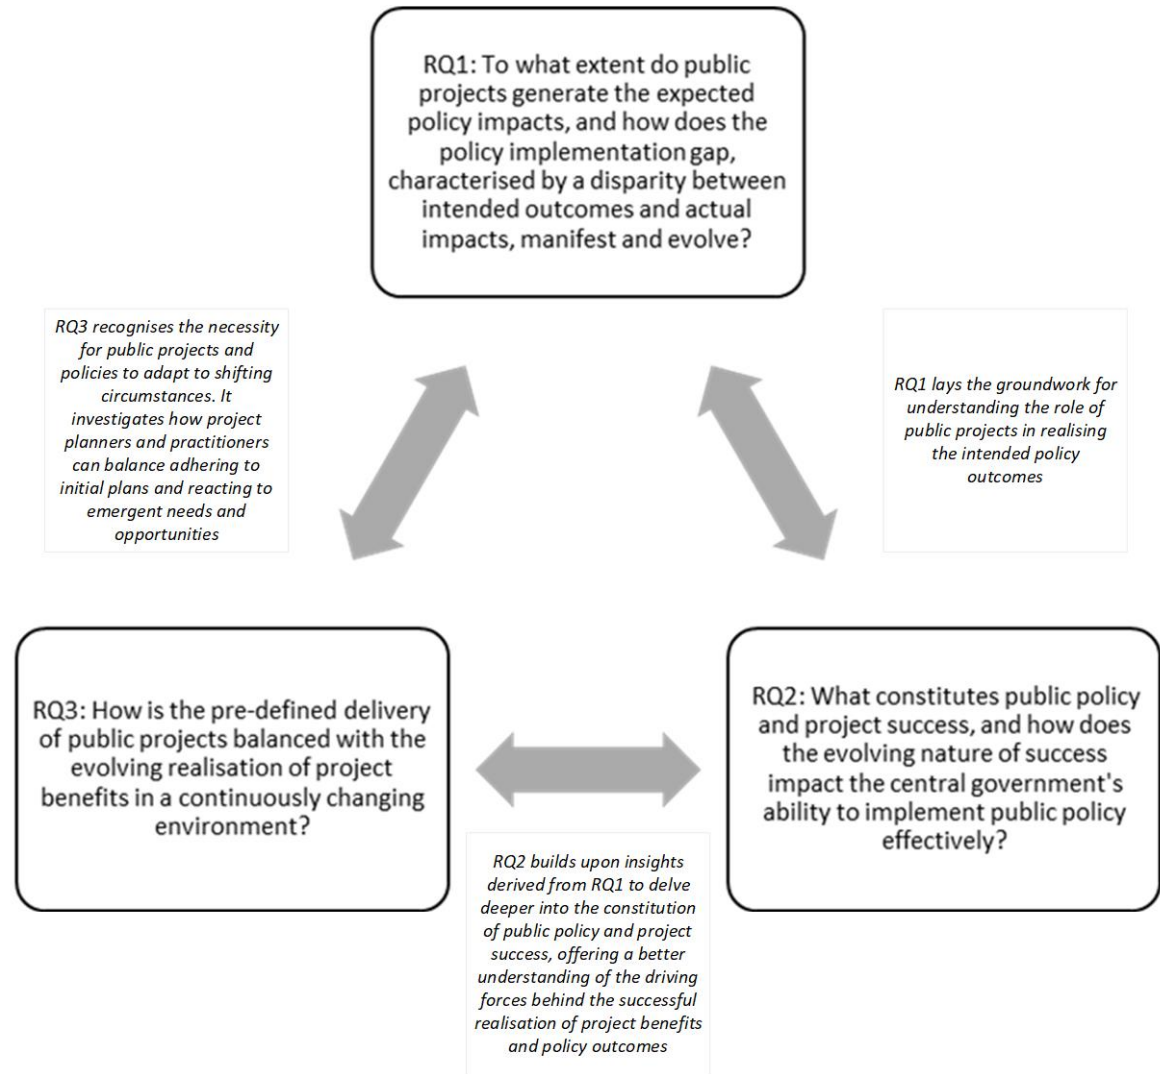 RQ1: To what extent do public
projects generate the expected
policy impacts, and how does the
policy implementation gap,
characterised by a disparity between
intended outcomes and actual
impacts, manifest and evolve?
RQ3 recognises the necessity
for public projects and
policies to adapt to shifting
circumstances. It
investigates how project
planners and practitioners
can balance adhering to
initial plans and reacting to
emergent needs and
opportunities
RQ1 lays the groundwork for
understanding the role of
public projects in realising
the intended policy
outcomes
RQ3: How is the pre-defined delivery
of public projects balanced with the
evolving realisation of project
benefits in a continuously changing
environment?
RQ2: What constitutes public policy
and project success, and how does
the evolving nature of success
impact the central government's
ability to implement public policy
effectively?
RQ2 builds upon insights
derived from RQ1 to delve
deeper into the constitution
of public policy and project
success, offering a better
understanding of the driving
forces behind the successful
realisation of project benefits
and policy outcomes